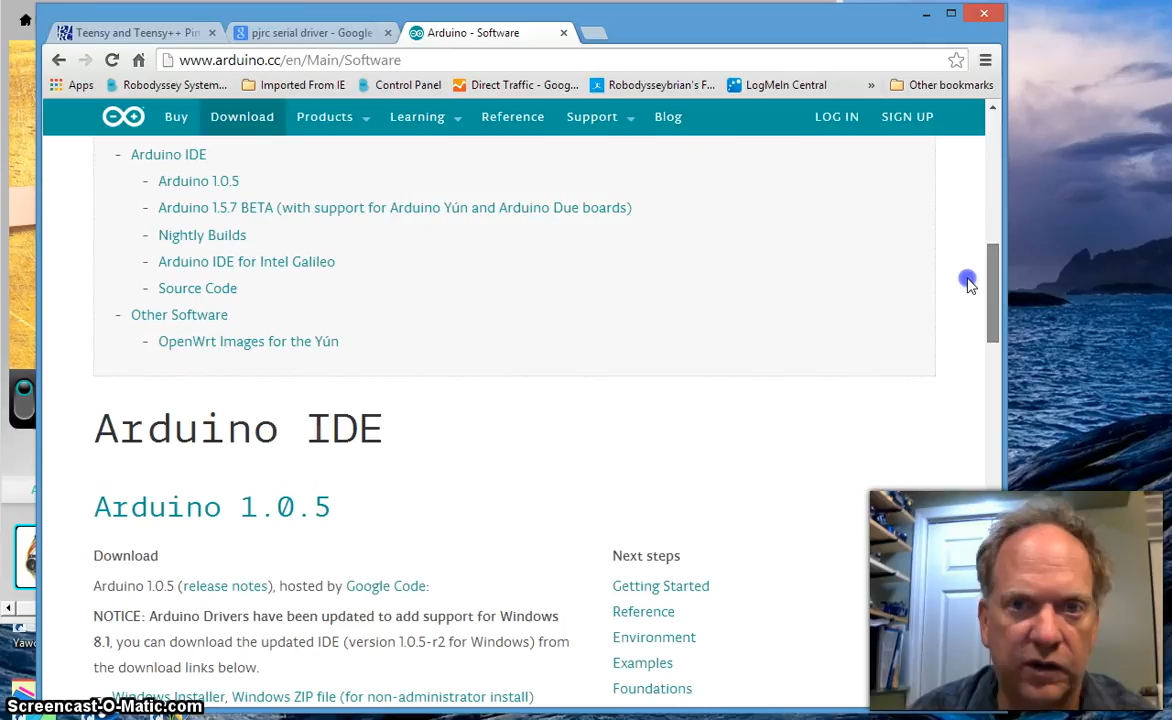 Teensy and Teensy++ Pin
pjrc serial driver - Google
Arduino - Software
www.arduino.cc/en/Main/Software
Apps
Robodyssey System...
Imported From IE
Control Panel
Direct Traffic - Goog...
Robodysseybrian's F...
LogMeIn Central
»
Other bookmarks
Buy
Download
Products
Learning
Reference
Support
Blog
LOG IN
SIGN UP
- Arduino IDE
- Arduino 1.0.5
- Arduino 1.5.7 BETA (with support for Arduino Yún and Arduino Due boards)
- Nightly Builds
- Arduino IDE for Intel Galileo
- Source Code
- Other Software
- OpenWrt Images for the Yún
Arduino IDE
Arduino 1.0.5
Download
Arduino 1.0.5 (release notes), hosted by Google Code:
NOTICE: Arduino Drivers have been updated to add support for Windows
8.1, you can download the updated IDE (version 1.0.5-r2 for Windows) from
the download links below.
- Windows Installer, Windows ZIP file (for non-administrator install)
Next steps
Getting Started
Reference
Environment
Examples
Foundations
Screencast-O-Matic.com